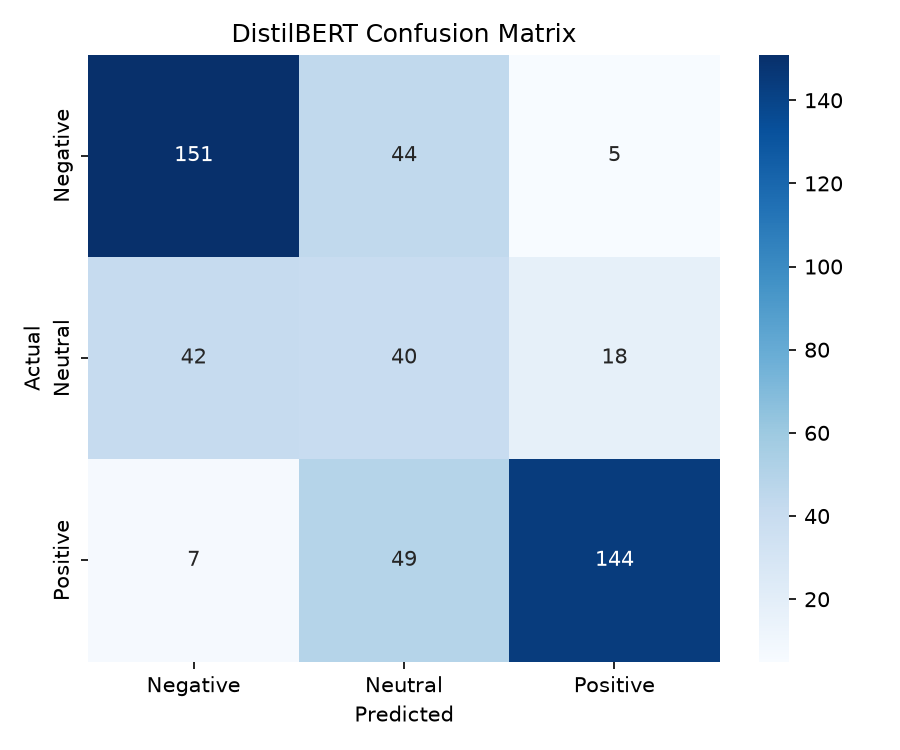 DistilBERT Confusion Matrix
Actual
Negative
151 44 5
Neutral
42 40 18
Positive
7 49 144
Negative Neutral Positive
Predicted
140
120
100
80
60
40
20